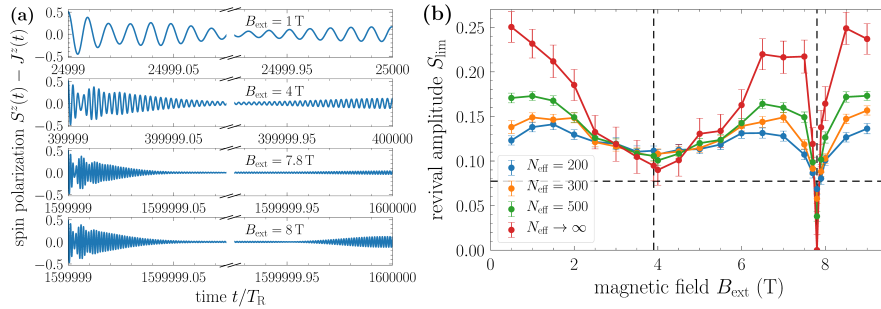 (a)
spin polarization S^z(t) − J^z(t)
0.5
0.0
−0.5
B_ext = 1 T
24999 24999.05 24999.95 25000
0.5
0.0
−0.5
B_ext = 4 T
399999 399999.05 399999.95 400000
0.5
0.0
−0.5
B_ext = 7.8 T
1599999 1599999.05 1599999.95 1600000
0.5
0.0
−0.5
B_ext = 8 T
1599999 1599999.05 1599999.95 1600000
time t/T_R
(b)
revival amplitude S_lim
0.25
0.20
0.15
0.10
0.05
0.00
N_eff = 200
N_eff = 300
N_eff = 500
N_eff → ∞
0 2 4 6 8
magnetic field B_ext (T)